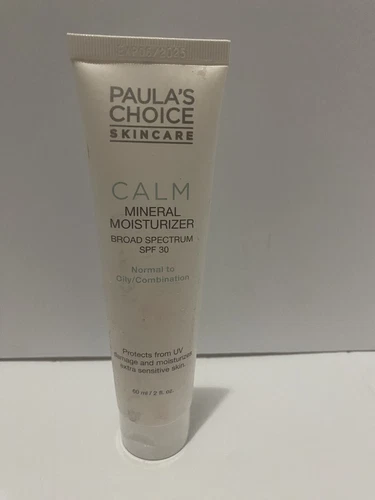 PAULA'S
CHOICE
SKINCARE
CALM
MINERAL
MOISTURIZER
BROAD SPECTRUM
SPF 30
Normal to
Oily/Combination
Protects from UV
damage and moisturizes
extra sensitive skin.
60 ml / 2 fl. oz.